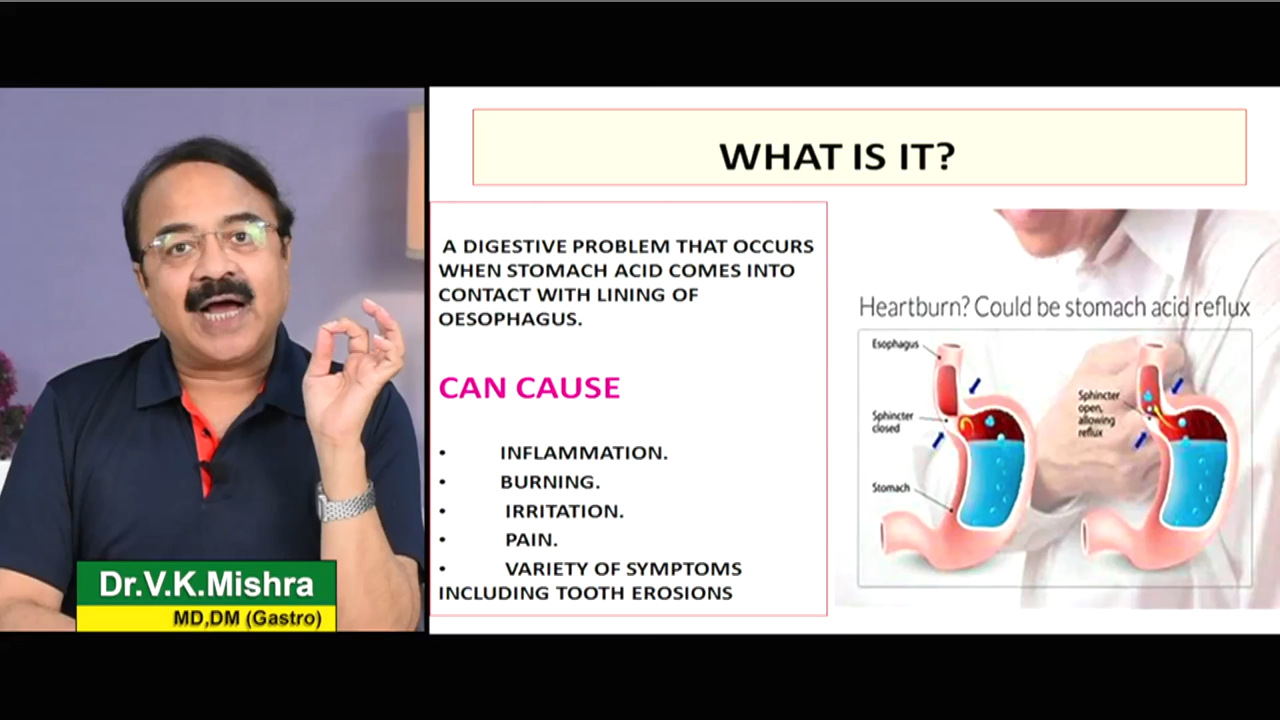 Dr.V.K.Mishra
MD,DM (Gastro)
WHAT IS IT?
A DIGESTIVE PROBLEM THAT OCCURS
WHEN STOMACH ACID COMES INTO
CONTACT WITH LINING OF
OESOPHAGUS.
CAN CAUSE
• INFLAMMATION.
• BURNING.
• IRRITATION.
• PAIN.
• VARIETY OF SYMPTOMS
INCLUDING TOOTH EROSIONS
Heartburn? Could be stomach acid reflux
Esophagus
Sphincter
closed
Stomach
Sphincter
open,
allowing
reflux